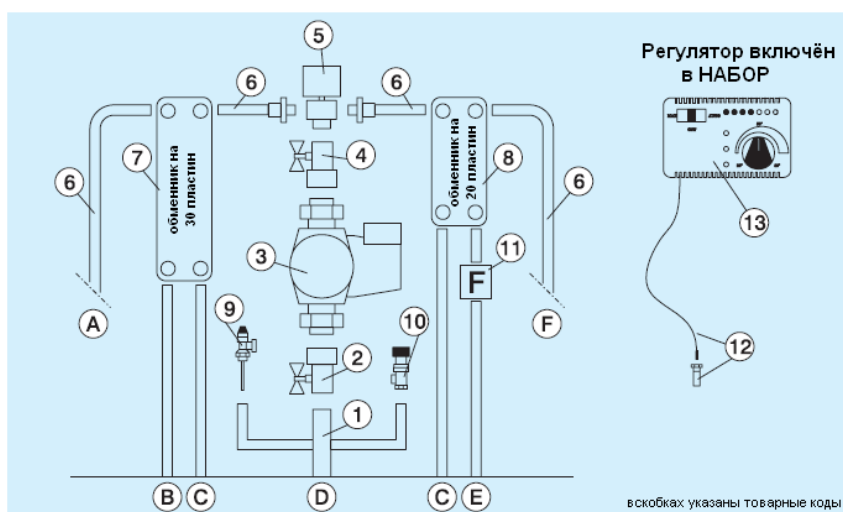 5
Регулятор включён
в НАБОР
6
6
обменник на
30 пластин
7
4
обменник на
20 пластин
8
6
6
13
3
11
F
A
9
10
F
12
2
1
B
C
D
C
E
вскобках указаны товарные коды